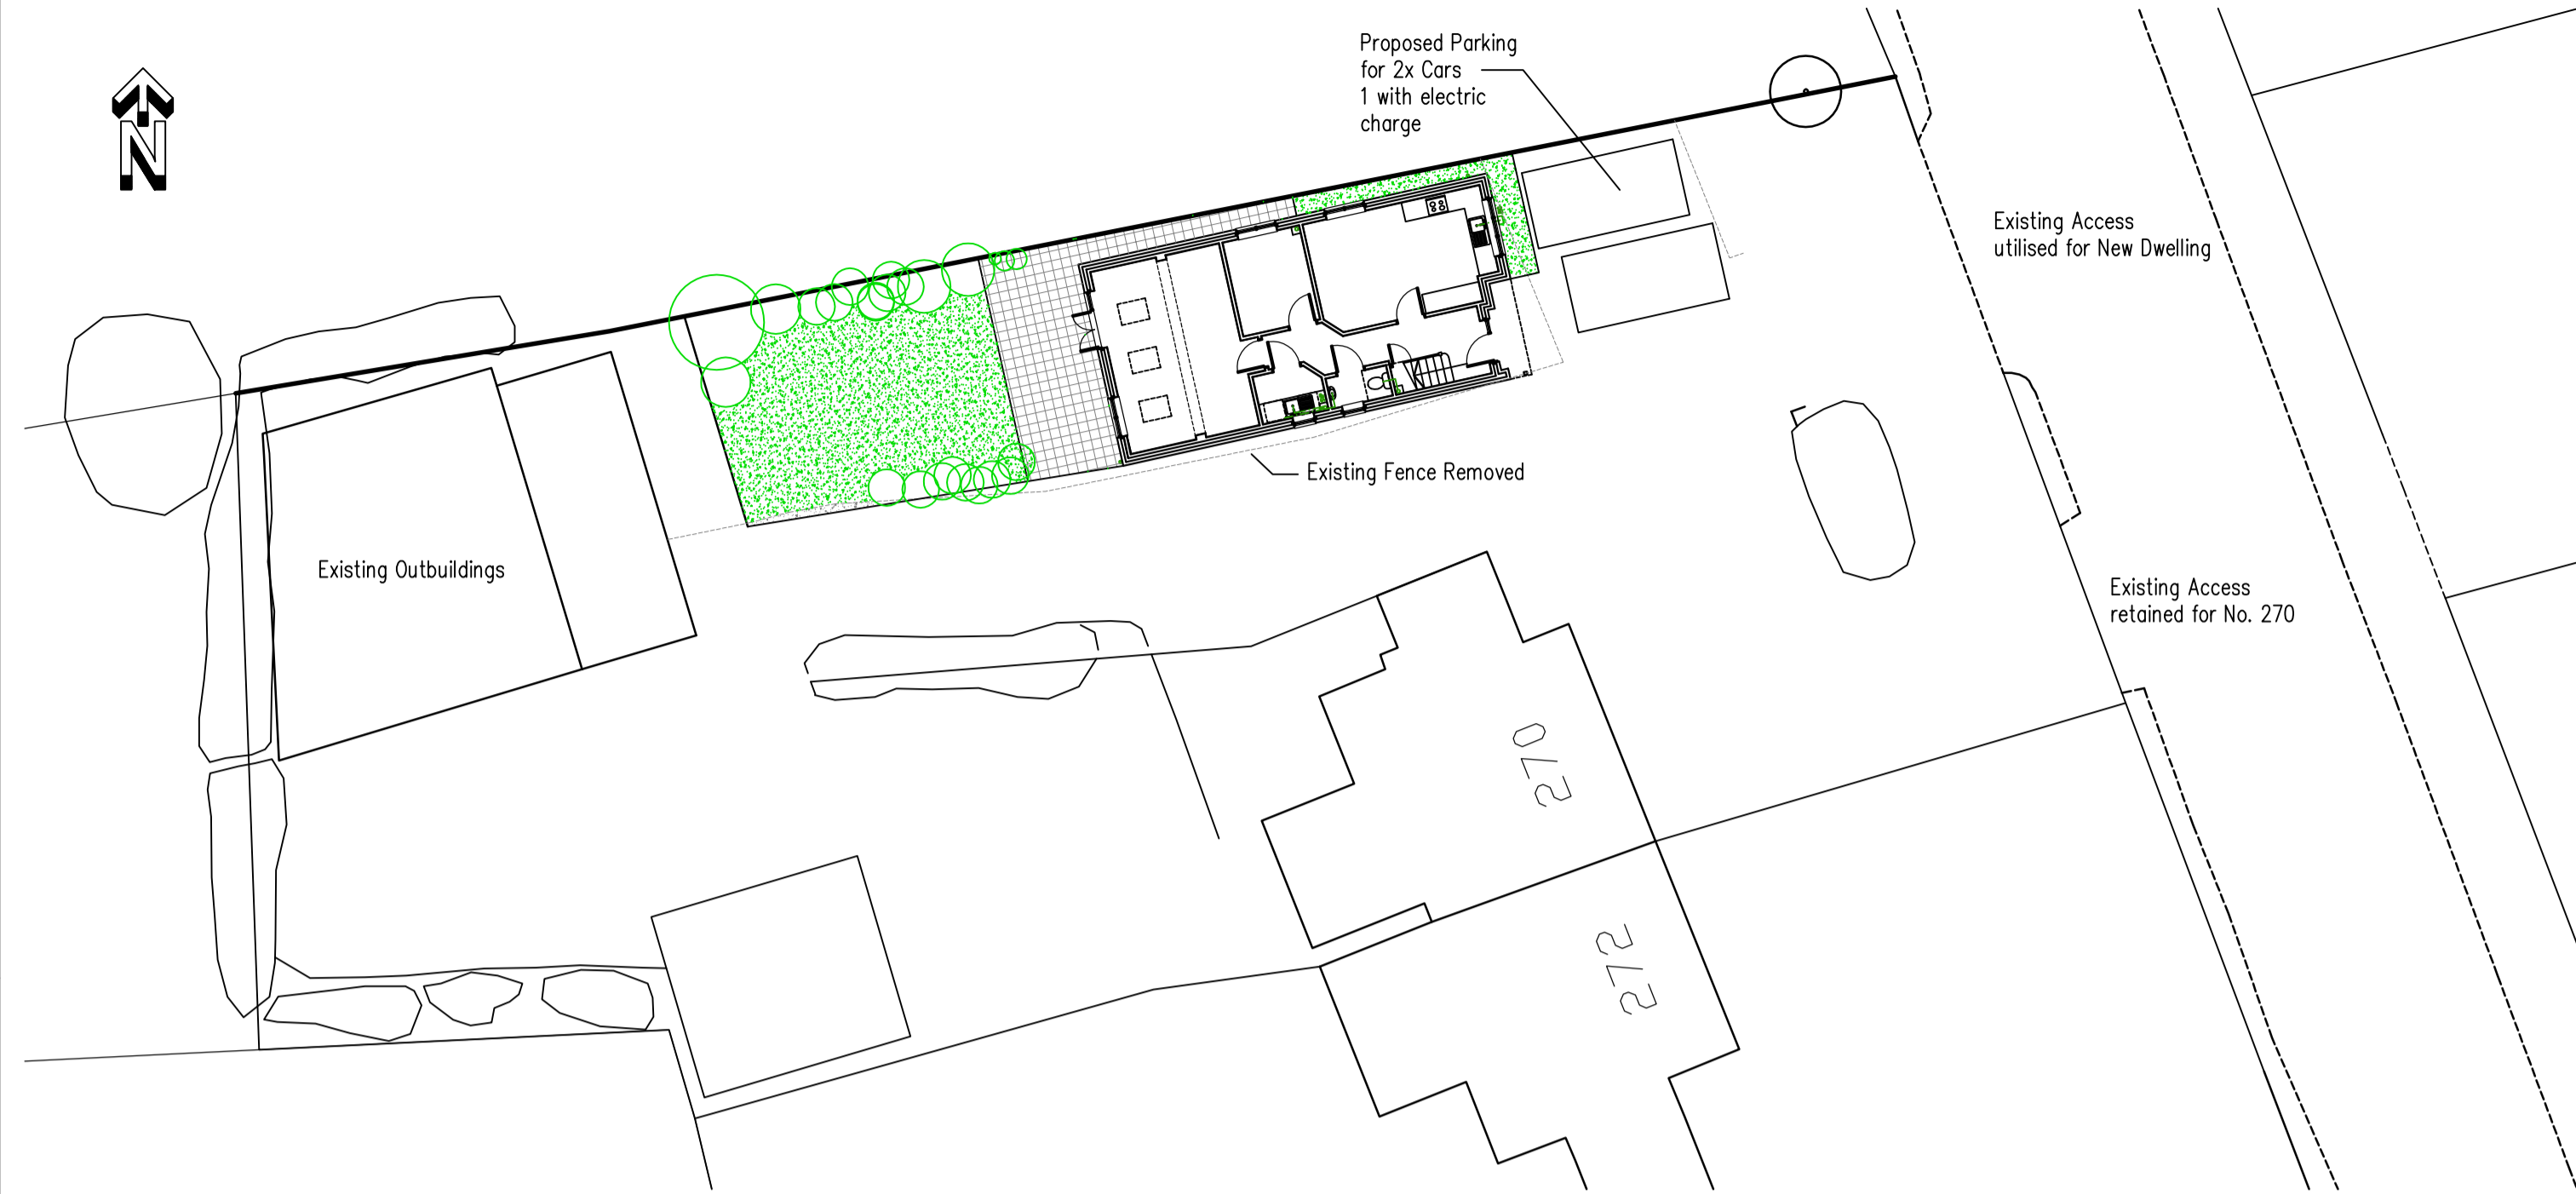 N
Proposed Parking
for 2x Cars
1 with electric
charge
Existing Access
utilised for New Dwelling
Existing Fence Removed
Existing Outbuildings
Existing Access
retained for No. 270
270
272